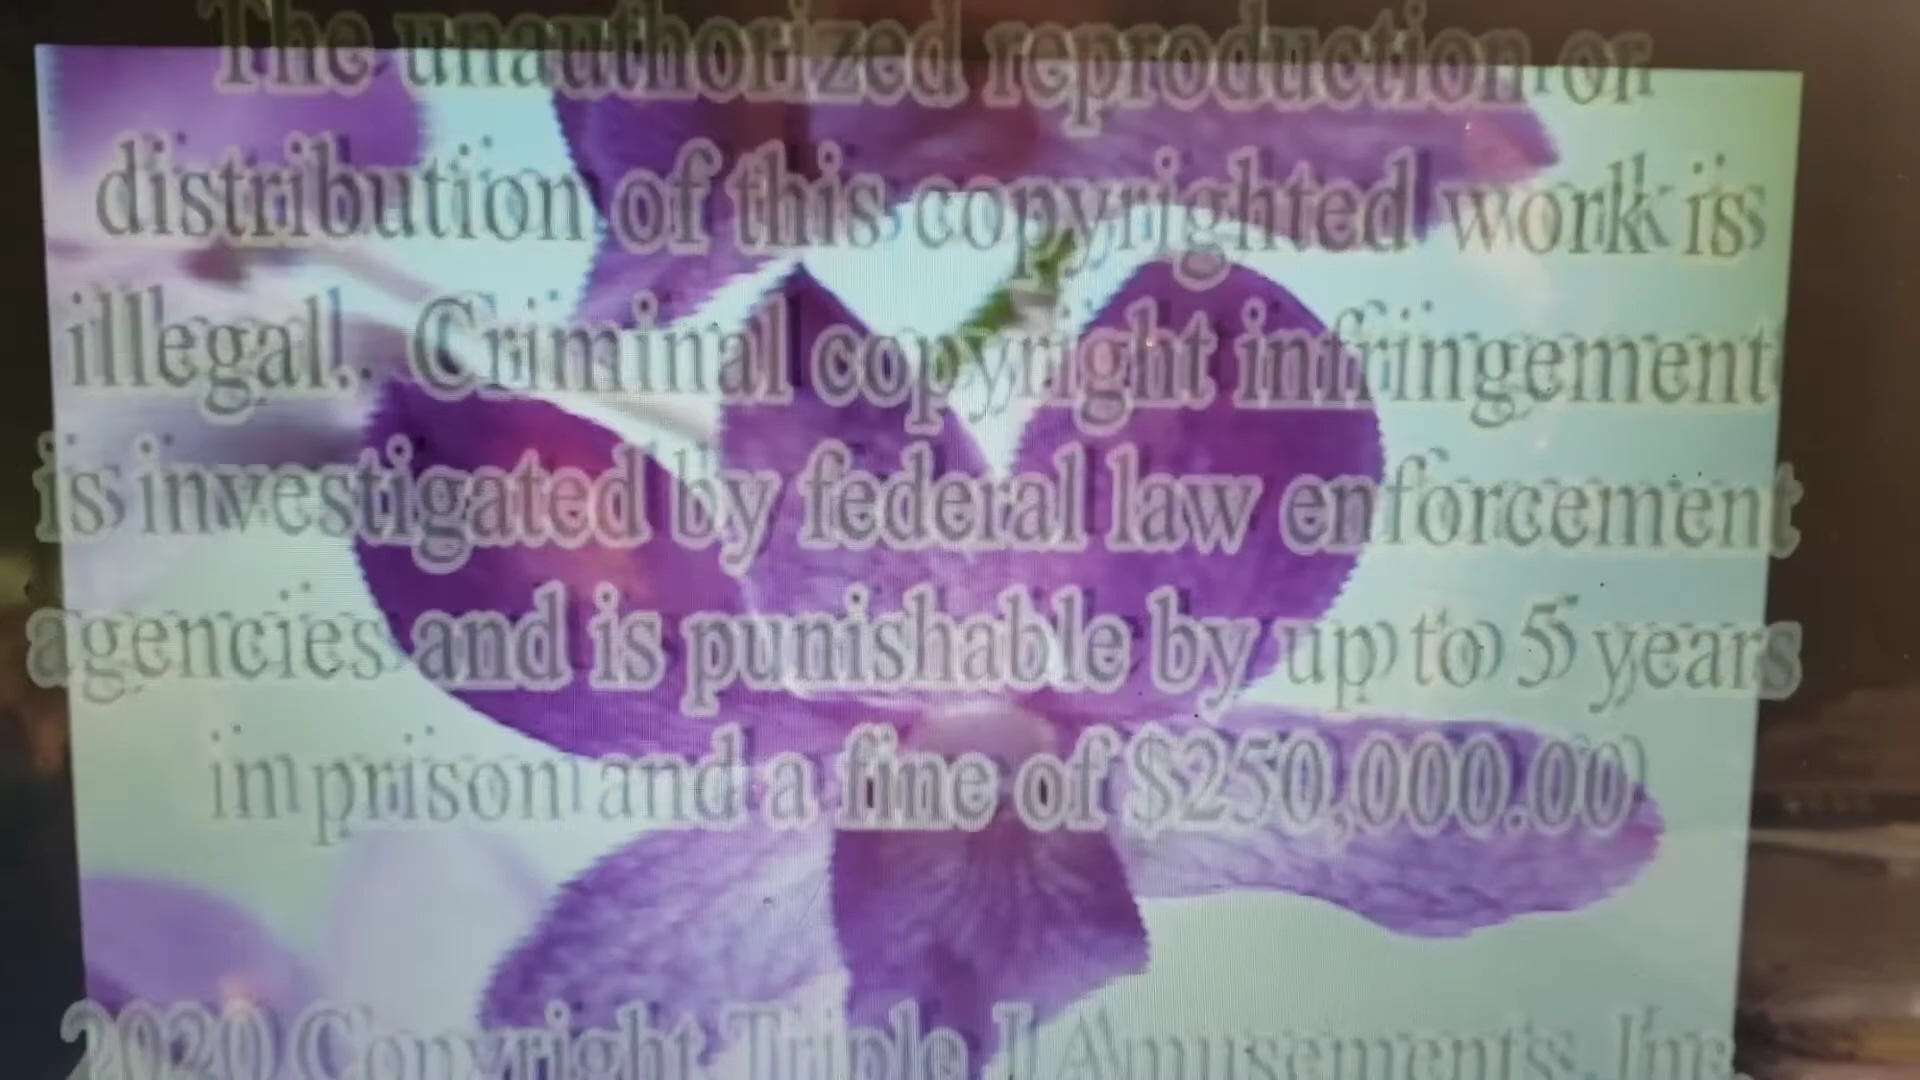 The unauthorized reproduction or
distribution of this copyrighted work is
illegal. Criminal copyright infringement
is investigated by federal law enforcement
agencies and is punishable by up to 5 years
in prison and a fine of $250,000.00
2020 Copyright Triple J Amusements, Inc.